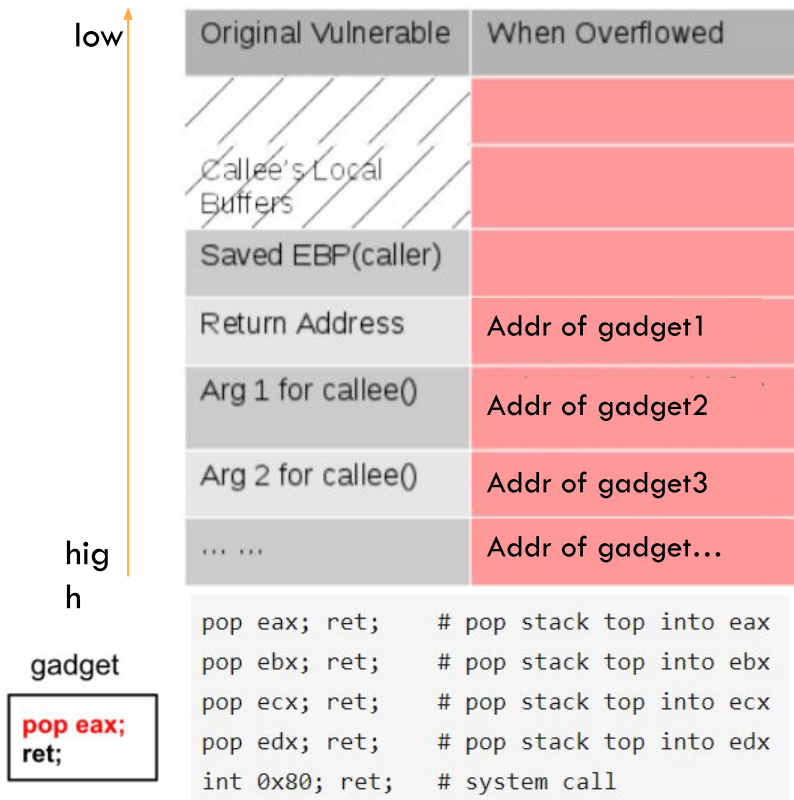 low
Original Vulnerable When Overflowed
Callee's Local
Buffers
Saved EBP(caller)
Return Address Addr of gadget1
Arg 1 for callee() Addr of gadget2
Arg 2 for callee() Addr of gadget3
... ... Addr of gadget...
hig
h
pop eax; ret; # pop stack top into eax
pop ebx; ret; # pop stack top into ebx
pop ecx; ret; # pop stack top into ecx
pop edx; ret; # pop stack top into edx
int 0x80; ret; # system call
gadget
pop eax;
ret;